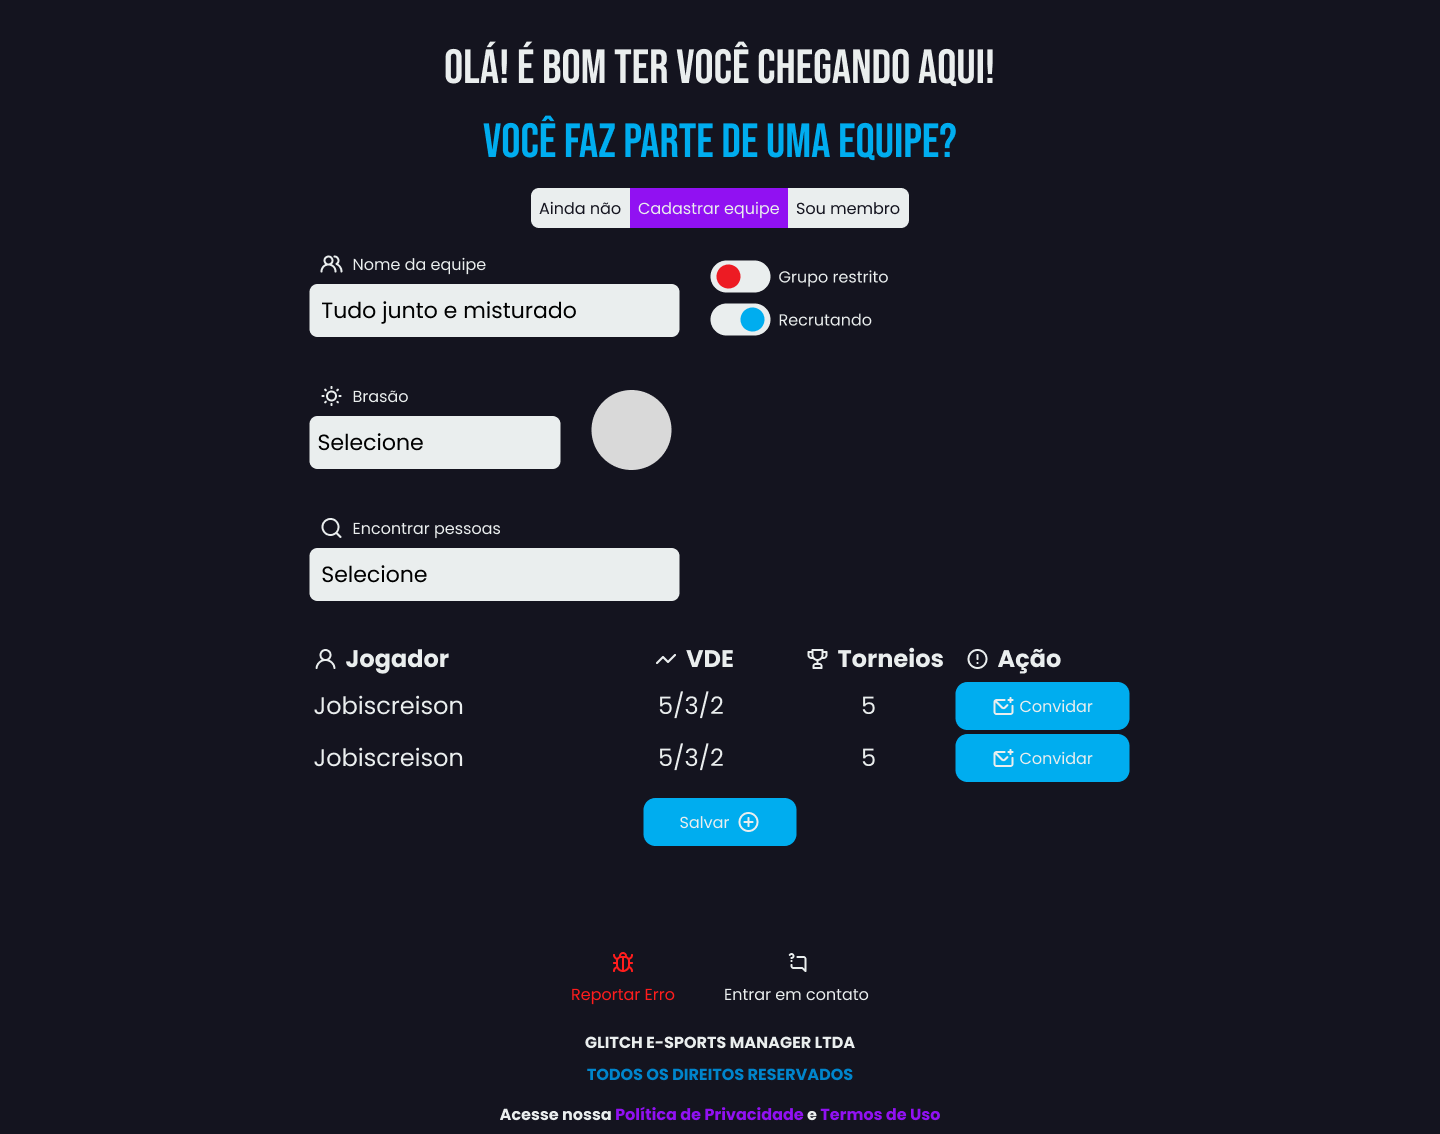 OLÁ! É BOM TER VOCÊ CHEGANDO AQUI!
VOCÊ FAZ PARTE DE UMA EQUIPE?
Ainda não Cadastrar equipe Sou membro
Nome da equipe
Tudo junto e misturado
Grupo restrito
Recrutando
Brasão
Selecione
Encontrar pessoas
Selecione
Jogador VDE Torneios Ação
Jobiscreison 5/3/2 5 Convidar
Jobiscreison 5/3/2 5 Convidar
Salvar
Reportar Erro Entrar em contato
GLITCH E-SPORTS MANAGER LTDA
TODOS OS DIREITOS RESERVADOS
Acesse nossa Política de Privacidade e Termos de Uso